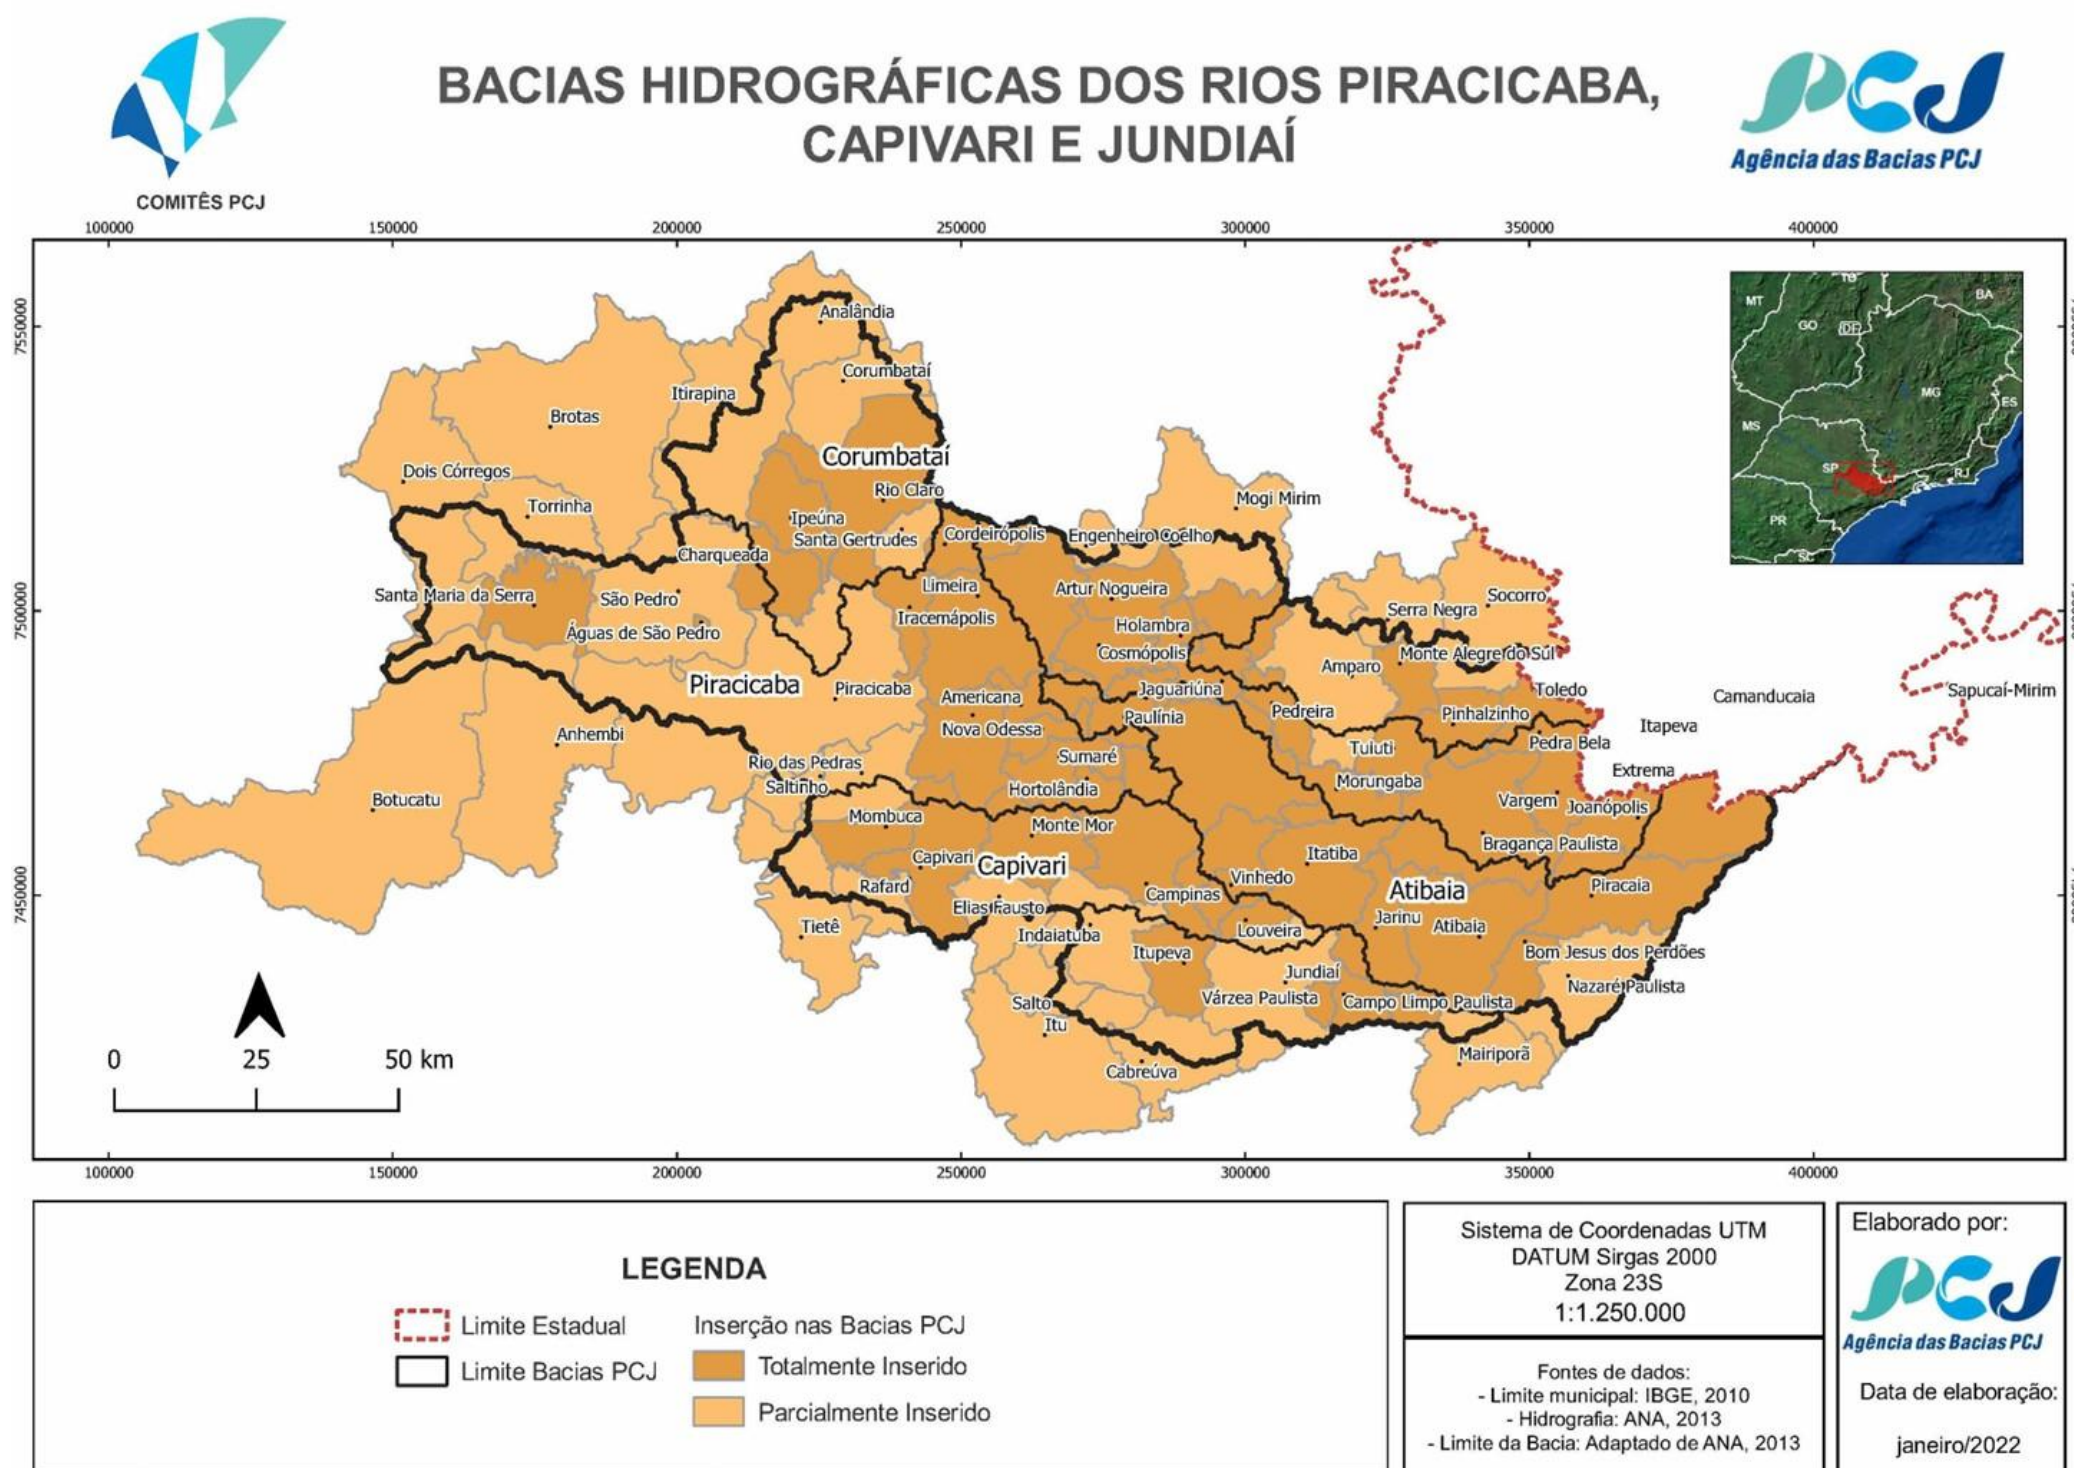 BACIAS HIDROGRÁFICAS DOS RIOS PIRACICABA,
CAPIVARI E JUNDIAÍ
COMITÊS PCJ
PCJ
Agência das Bacias PCJ
100000
150000
200000
250000
300000
350000
400000
7550000
7500000
7450000
Analândia
Corumbataí
Itirapina
Brotas
Corumbataí
Dois Córregos
Rio Claro
Torrinha
Ipeúna
Santa Gertrudes
Cordeirópolis
Engenheiro Coelho
Mogi Mirim
Charqueada
Santa Maria da Serra
São Pedro
Águas de São Pedro
Limeira
Iracemápolis
Artur Nogueira
Holambra
Cosmópolis
Serra Negra
Socorro
Amparo
Monte Alegre do Sul
Piracicaba
Piracicaba
Americana
Nova Odessa
Jaguariúna
Paulínia
Pedreira
Pinhalzinho
Toledo
Camanducaia
Sapucaí-Mirim
Itapeva
Anhembi
Rio das Pedras
Saltinho
Sumaré
Hortolândia
Tuiuti
Morungaba
Pedra Bela
Extrema
Botucatu
Mombuca
Monte Mor
Vargem
Joanópolis
Bragança Paulista
Capivari
Capivari
Rafard
Elias Fausto
Campinas
Vinhedo
Itatiba
Atibaia
Piracaia
Tietê
Indaiatuba
Louveira
Jarinu
Atibaia
Itupeva
Jundiaí
Bom Jesus dos Perdões
Nazaré Paulista
Salto
Itu
Várzea Paulista
Campo Limpo Paulista
Cabreúva
Mairiporã
MT
GO
DF
BA
MG
ES
MS
SP
RJ
PR
SC
0
25
50 km
100000
150000
200000
250000
300000
350000
400000
LEGENDA
Limite Estadual
Limite Bacias PCJ
Inserção nas Bacias PCJ
Totalmente Inserido
Parcialmente Inserido
Sistema de Coordenadas UTM
DATUM Sirgas 2000
Zona 23S
1:1.250.000
Fontes de dados:
- Limite municipal: IBGE, 2010
- Hidrografia: ANA, 2013
- Limite da Bacia: Adaptado de ANA, 2013
Elaborado por:
PCJ
Agência das Bacias PCJ
Data de elaboração:
janeiro/2022